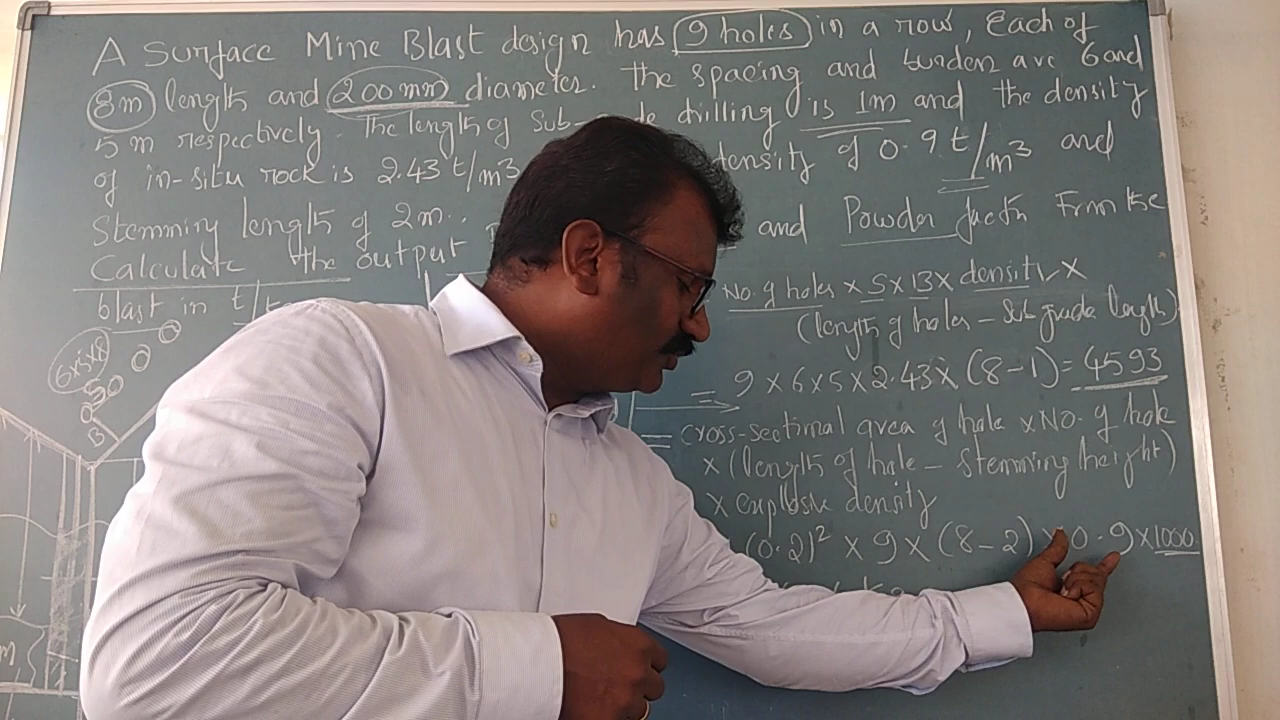 A Surface Mine Blast design has 9 holes in a row, Each of
8m length and 200mm diameter. The spacing and burden are 6 and
5 m respectively. The length of Sub- de drilling is 1m and the density
of in-situ rock is 2.43 t/m³ density of 0.9 t/m³ and
Stemming length of 2m.
Calculate the output and Powder factor From the
blast in t/
6x5x8
B
m
No. of holes x 5 x B x density x
(length of holes - Sub grade length)
= 9 x 6 x 5 x 2.43 x (8-1) = 4593
= cross-sectional area of hole x No. of hole
x (length of hole - Stemming height)
x explosive density
(0.2)² x 9 x (8-2) x 0.9 x 1000